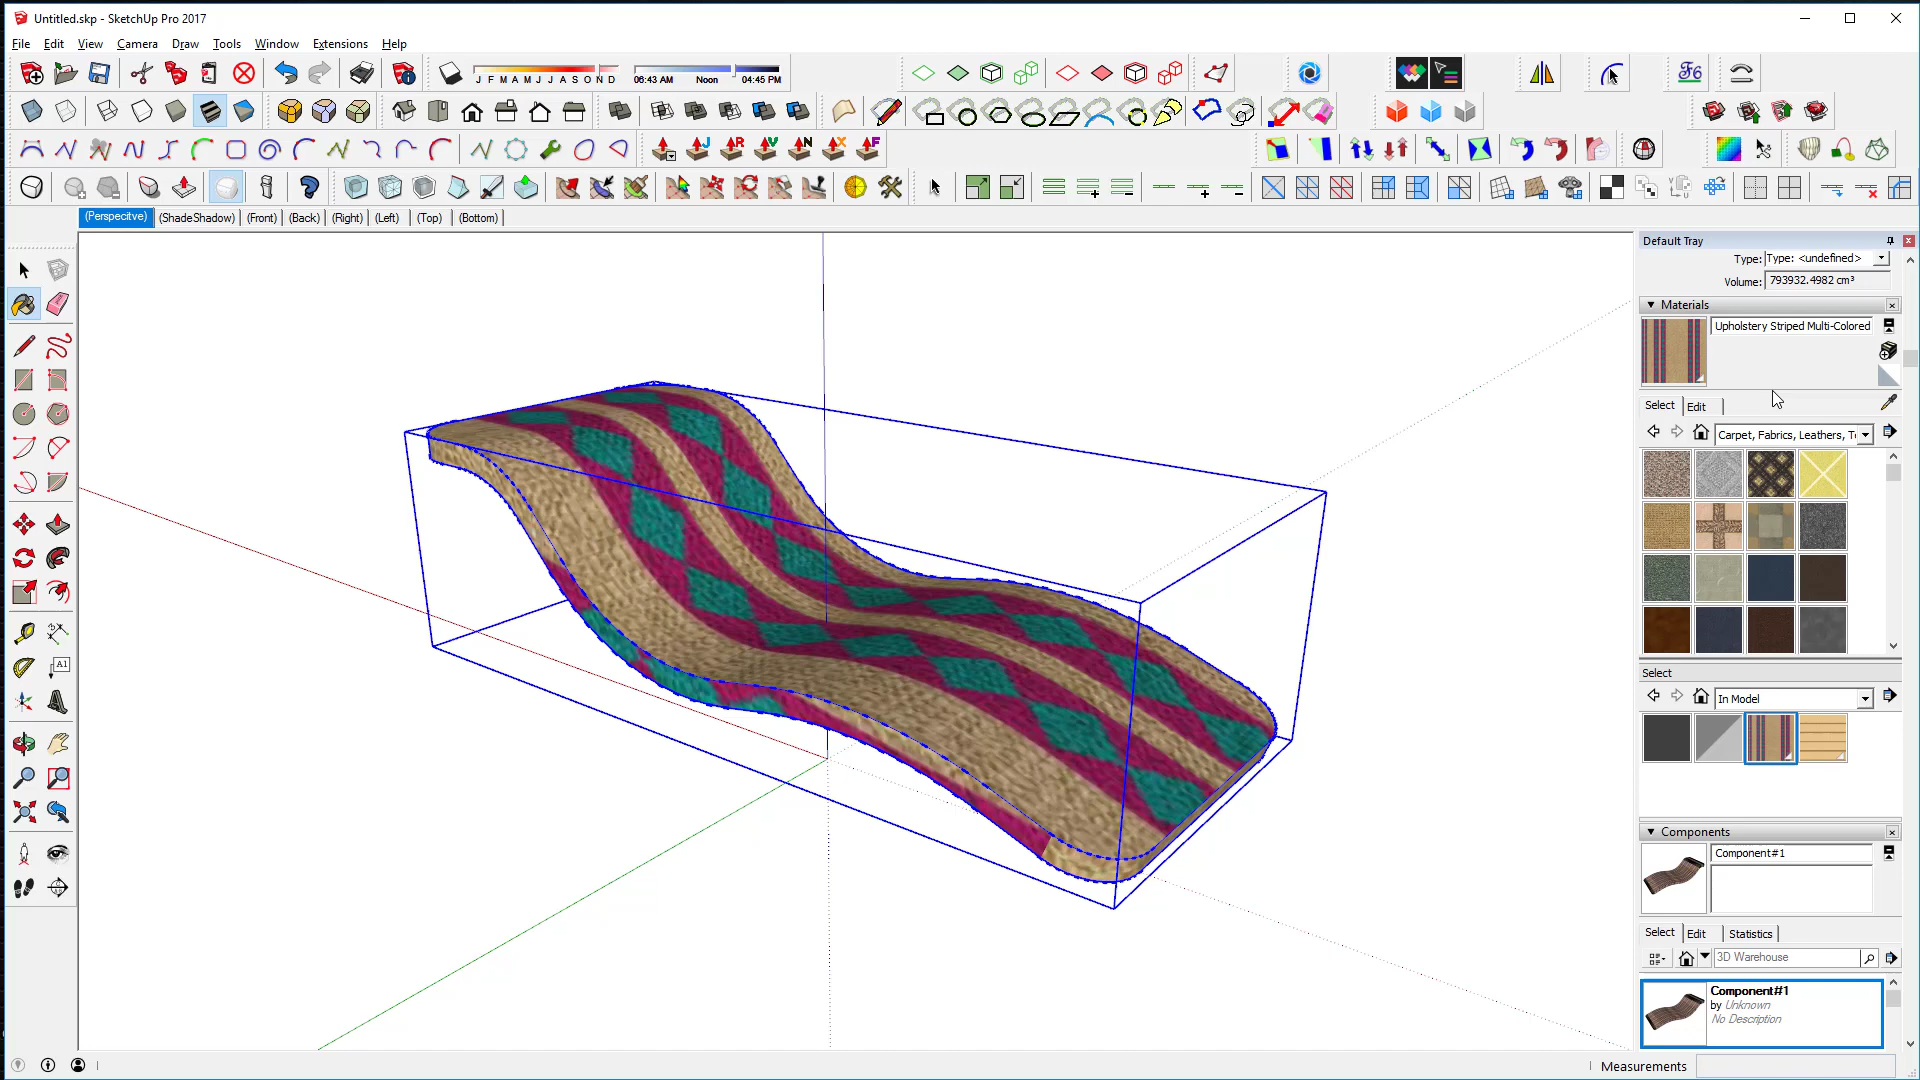 Untitled.skp - SketchUp Pro 2017
File Edit View Camera Draw Tools Window Extensions Help
J F M A M J J A S O N D 06:43 AM Noon 04:45 PM
F6
J R V N X F
(Perspecitve) (ShadeShadow) (Front) (Back) (Right) (Left) (Top) (Bottom)
Default Tray
Type: Type: <undefined>
Volume: 793932.4982 cm³
Materials
Upholstery Striped Multi-Colored
Select Edit
Carpet, Fabrics, Leathers, T
Select
In Model
Components
Component#1
Select Edit Statistics
3D Warehouse
Component#1
by Unknown
No Description
A1
Measurements